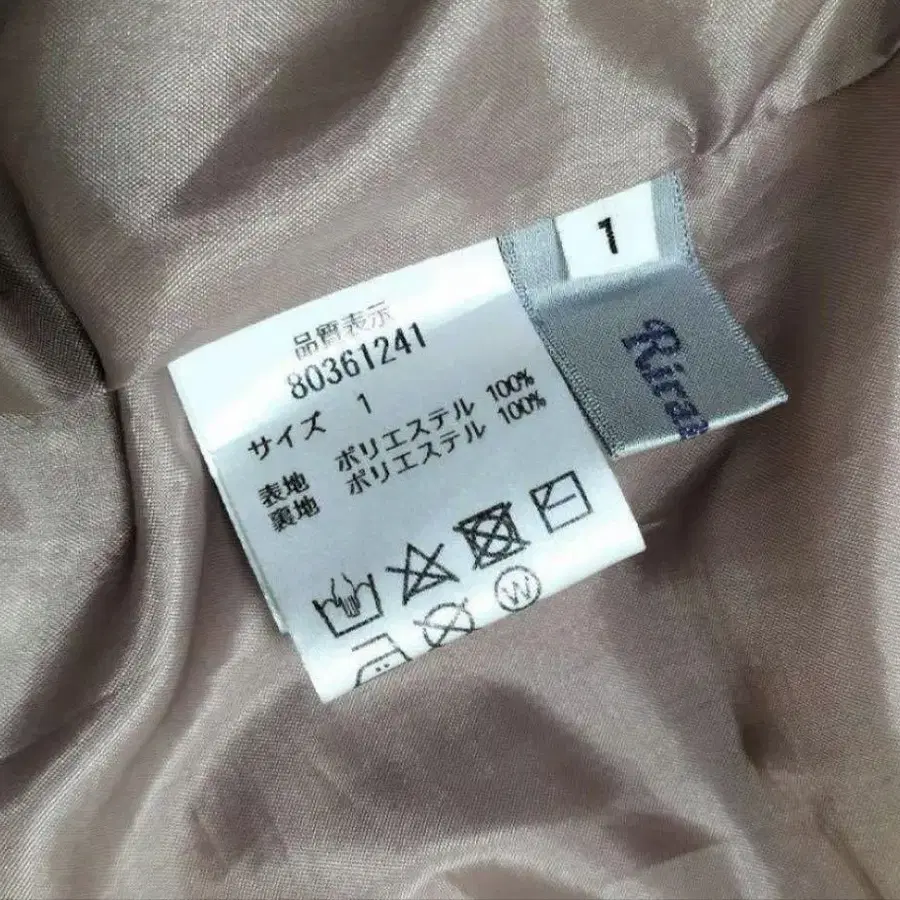 品質表示
80361241
サイズ 1
表地 ポリエステル 100%
裏地 ポリエステル 100%
W
1